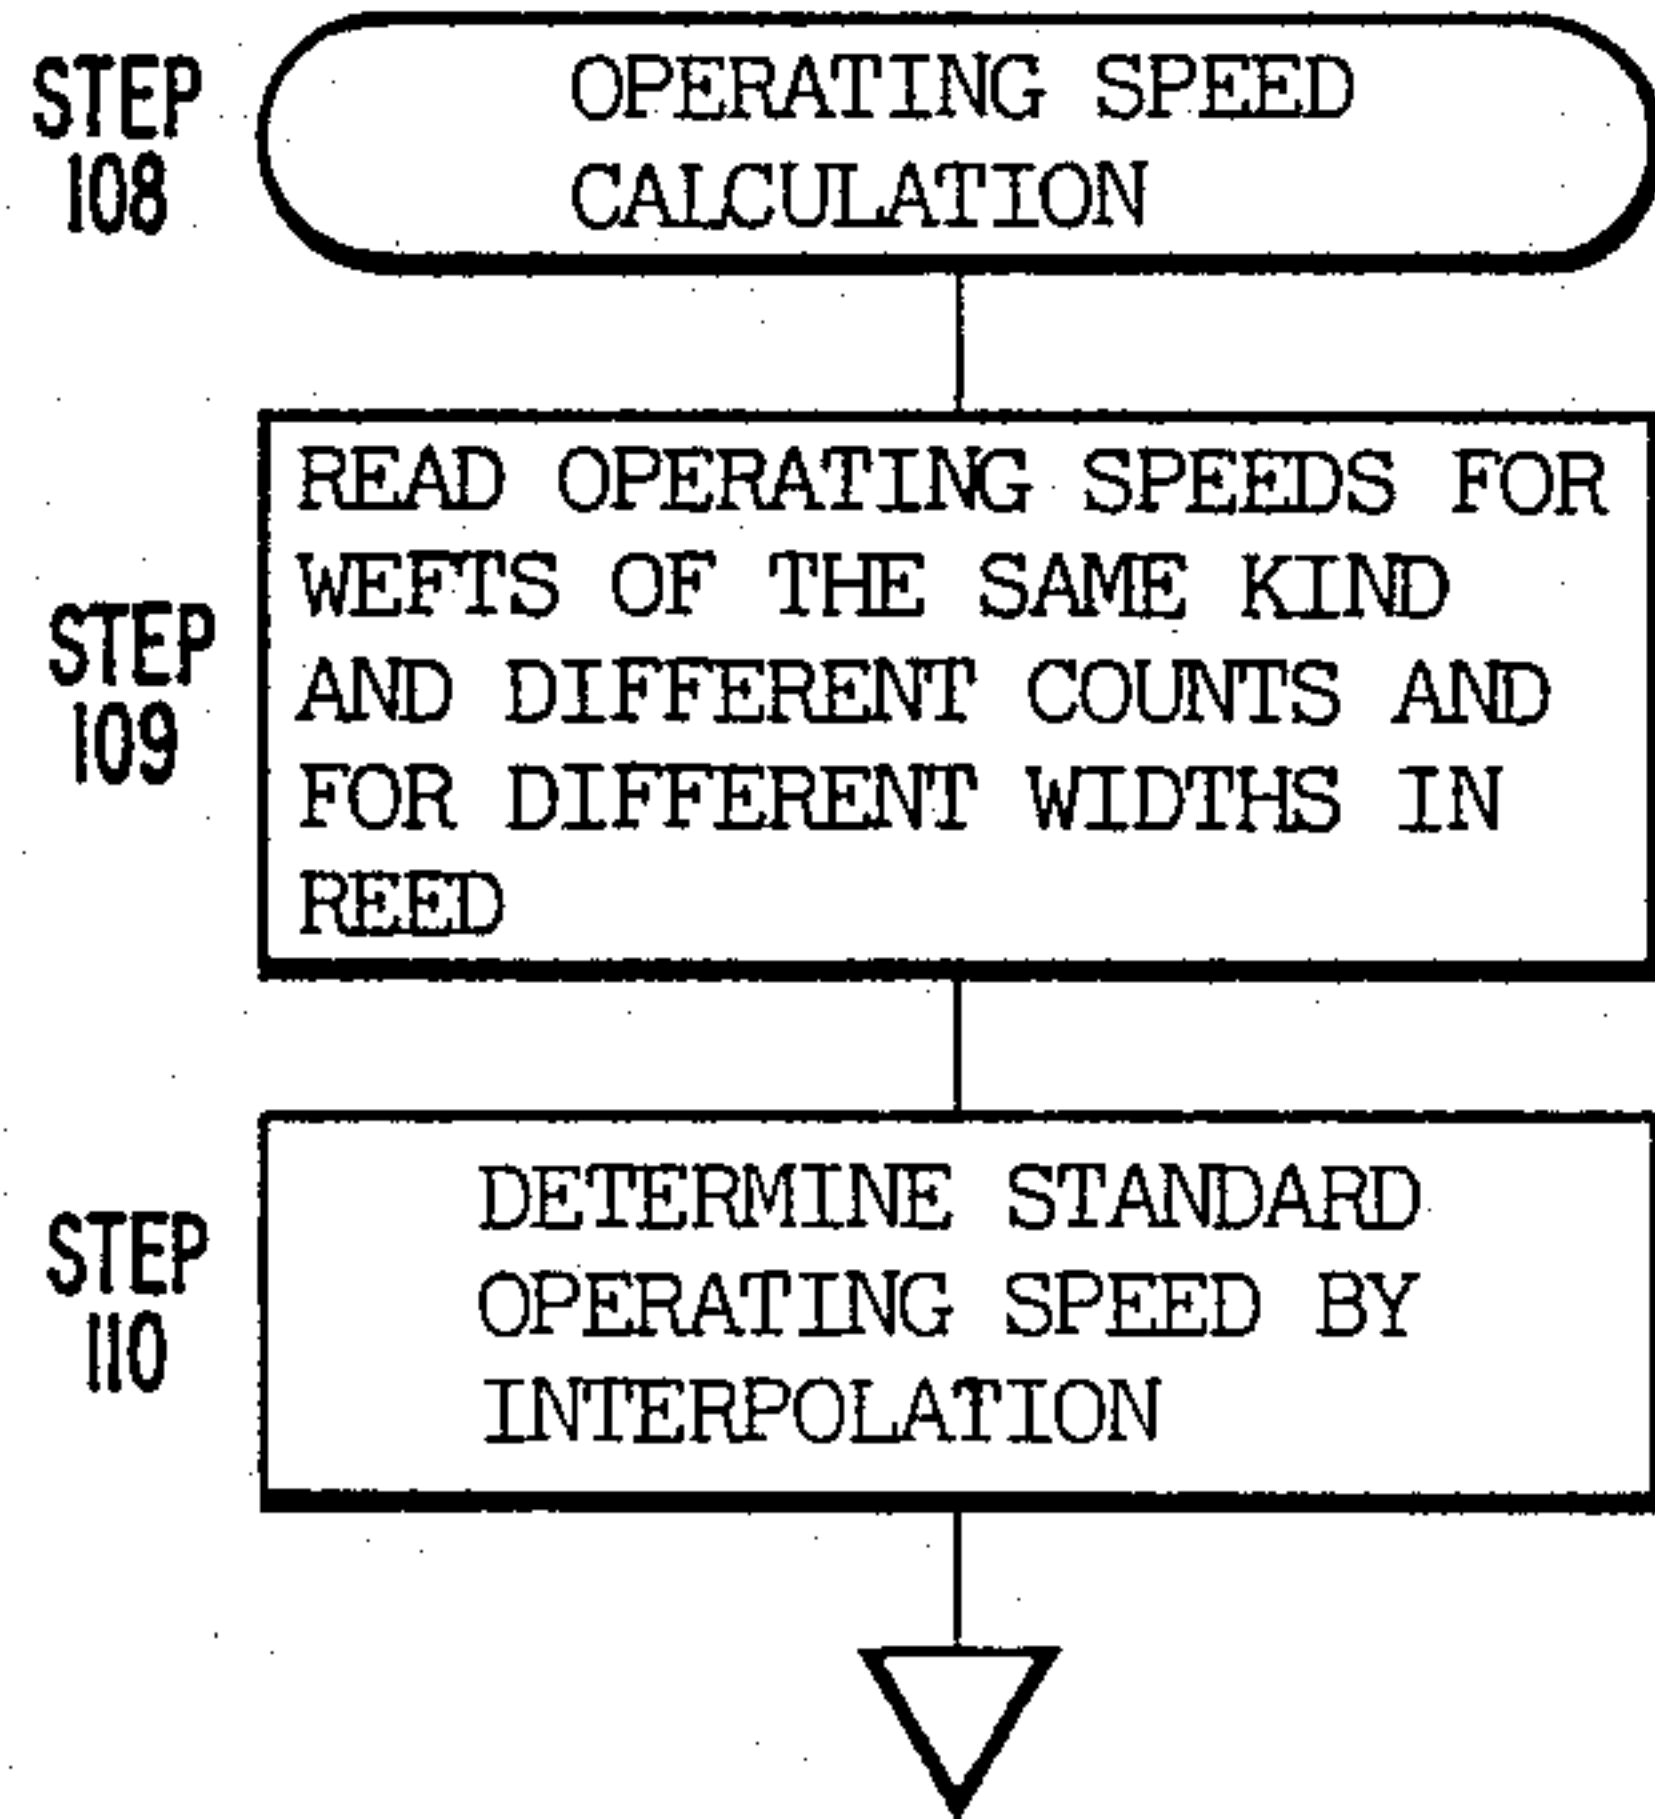 STEP
108
OPERATING SPEED
CALCULATION
STEP
109
READ OPERATING SPEEDS FOR
WEFTS OF THE SAME KIND
AND DIFFERENT COUNTS AND
FOR DIFFERENT WIDTHS IN
REED
STEP
110
DETERMINE STANDARD
OPERATING SPEED BY
INTERPOLATION